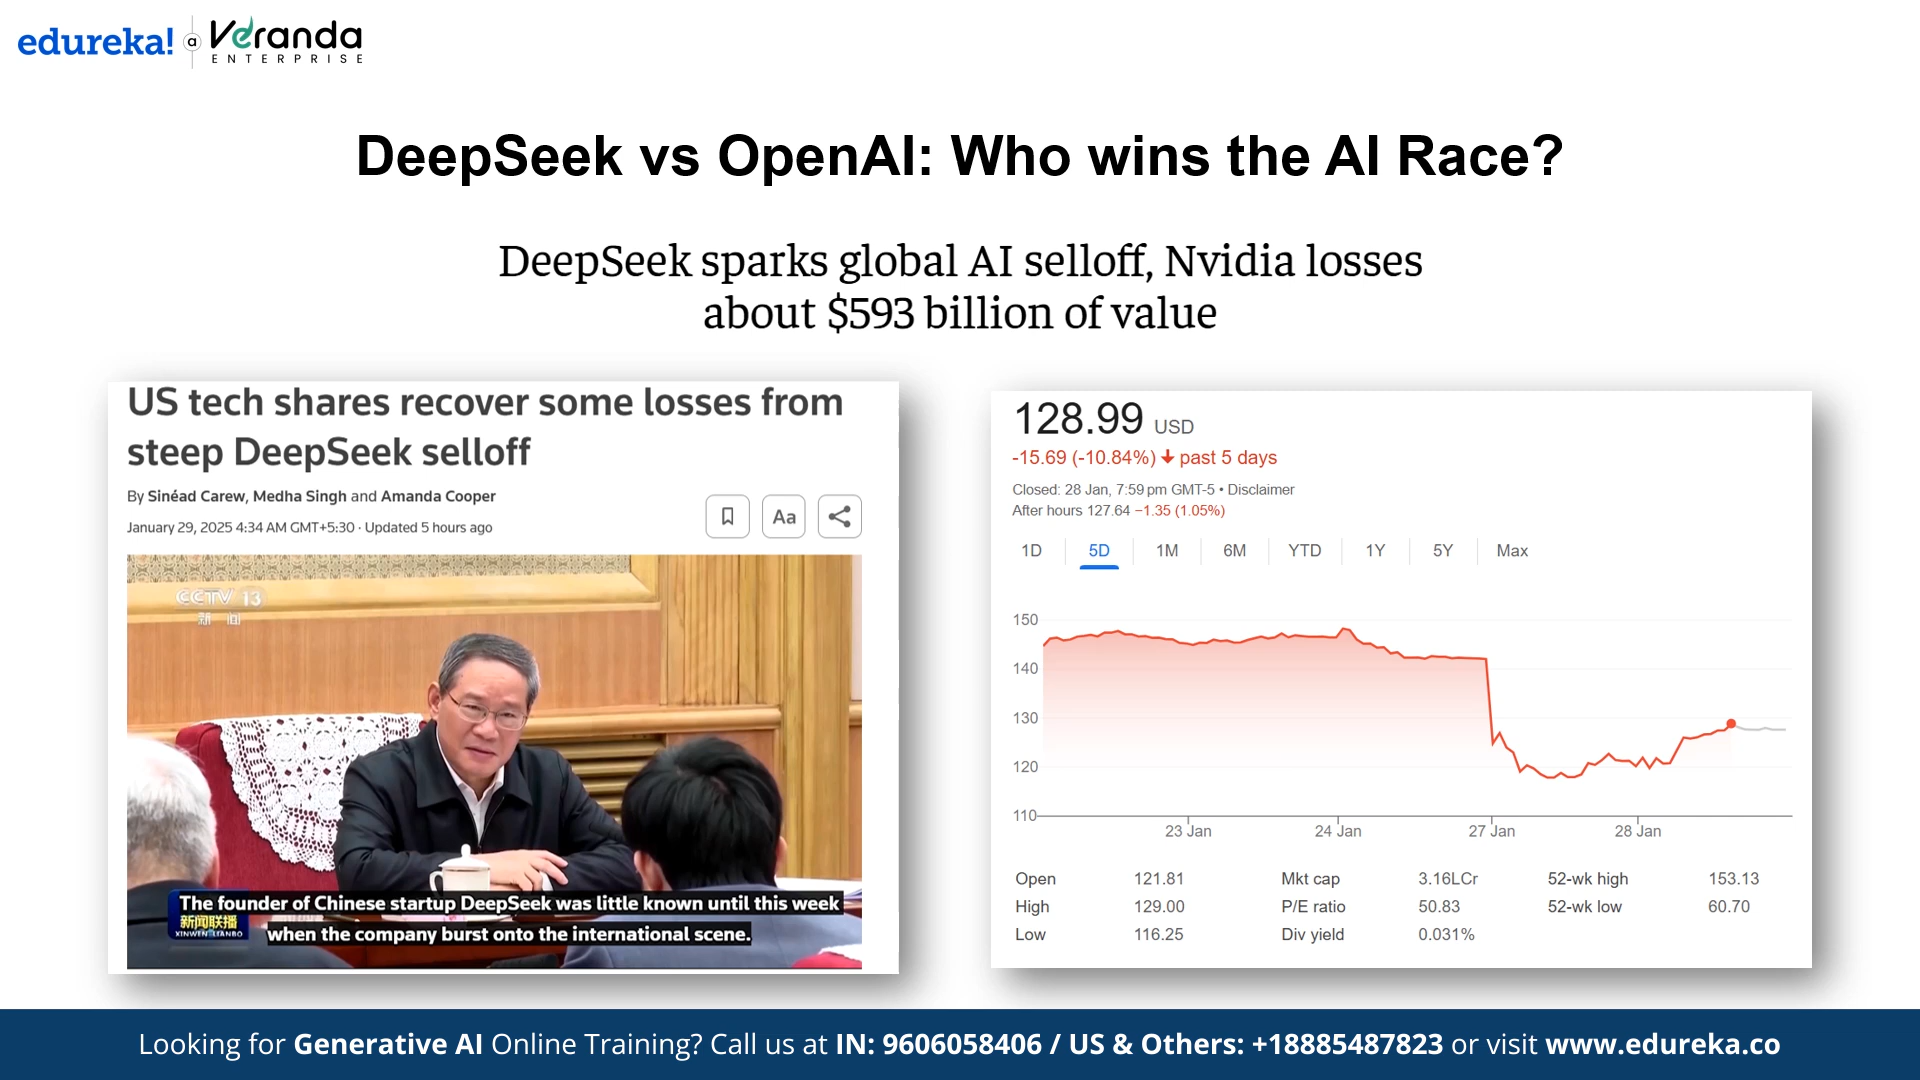 edureka! a Veranda
ENTERPRISE
DeepSeek vs OpenAI: Who wins the AI Race?
DeepSeek sparks global AI selloff, Nvidia losses
about $593 billion of value
US tech shares recover some losses from
steep DeepSeek selloff
By Sinéad Carew, Medha Singh and Amanda Cooper
January 29, 2025 4:34 AM GMT+5:30 · Updated 5 hours ago
Aa
CCTV 13
新闻
The founder of Chinese startup DeepSeek was little known until this week
新闻联播
XINWEN LIANBO
when the company burst onto the international scene.
128.99 USD
-15.69 (-10.84%) past 5 days
Closed: 28 Jan, 7:59 pm GMT-5 • Disclaimer
After hours 127.64 −1.35 (1.05%)
1D 5D 1M 6M YTD 1Y 5Y Max
150
140
130
120
110
23 Jan 24 Jan 27 Jan 28 Jan
Open 121.81 Mkt cap 3.16LCr 52-wk high 153.13
High 129.00 P/E ratio 50.83 52-wk low 60.70
Low 116.25 Div yield 0.031%
Looking for Generative AI Online Training? Call us at IN: 9606058406 / US & Others: +18885487823 or visit www.edureka.co